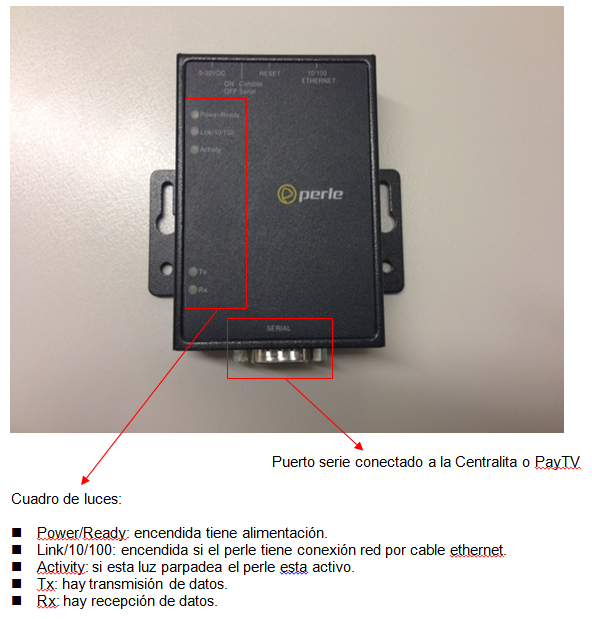 9-30VDC
RESET
10/100
ETHERNET
ON Console
OFF Serial
Power/Ready
Link/10/100
Activity
perle
Tx
Rx
SERIAL
Puerto serie conectado a la Centralita o PayTV
Cuadro de luces:
Power/Ready: encendida tiene alimentación.
Link/10/100: encendida si el perle tiene conexión red por cable ethernet.
Activity: si esta luz parpadea el perle esta activo.
Tx: hay transmisión de datos.
Rx: hay recepción de datos.